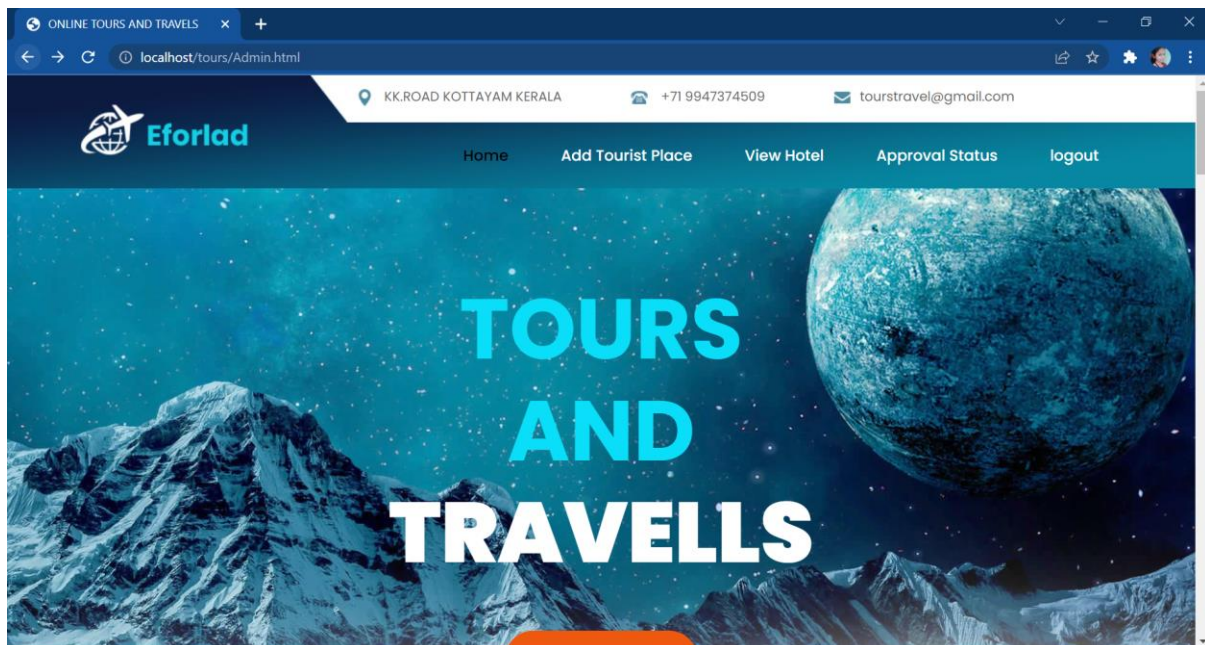 ONLINE TOURS AND TRAVELS
localhost/tours/Admin.html
KK.ROAD KOTTAYAM KERALA +71 9947374509 tourstravel@gmail.com
Eforlad
Home Add Tourist Place View Hotel Approval Status logout
TOURS
AND
TRAVELLS